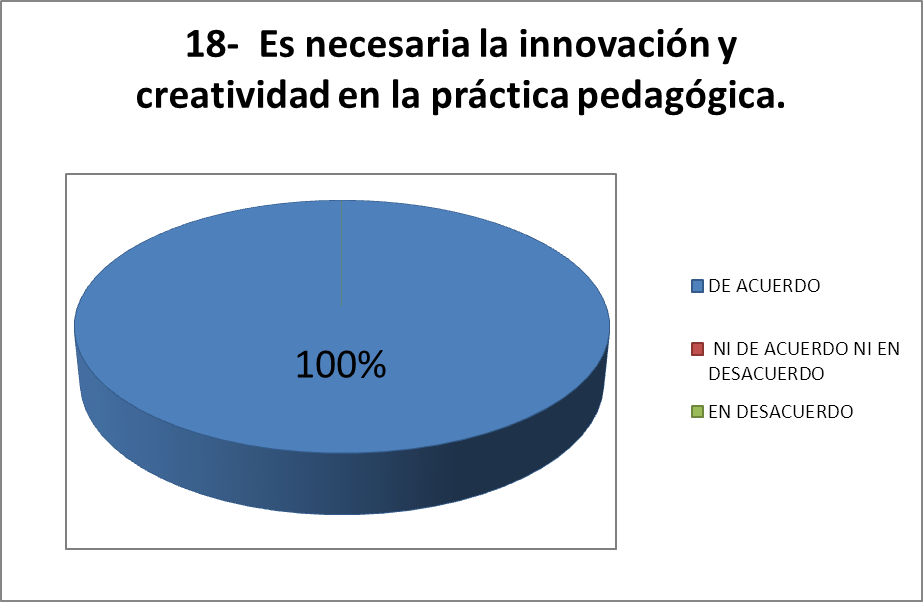 18-  Es necesaria la innovación y
creatividad en la práctica pedagógica.
100%
DE ACUERDO
NI DE ACUERDO NI EN
DESACUERDO
EN DESACUERDO